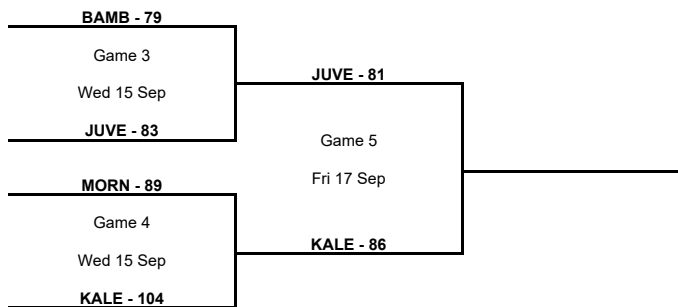 BAMB - 79
Game 3
Wed 15 Sep
JUVE - 83
MORN - 89
Game 4
Wed 15 Sep
KALE - 104
JUVE - 81
Game 5
Fri 17 Sep
KALE - 86